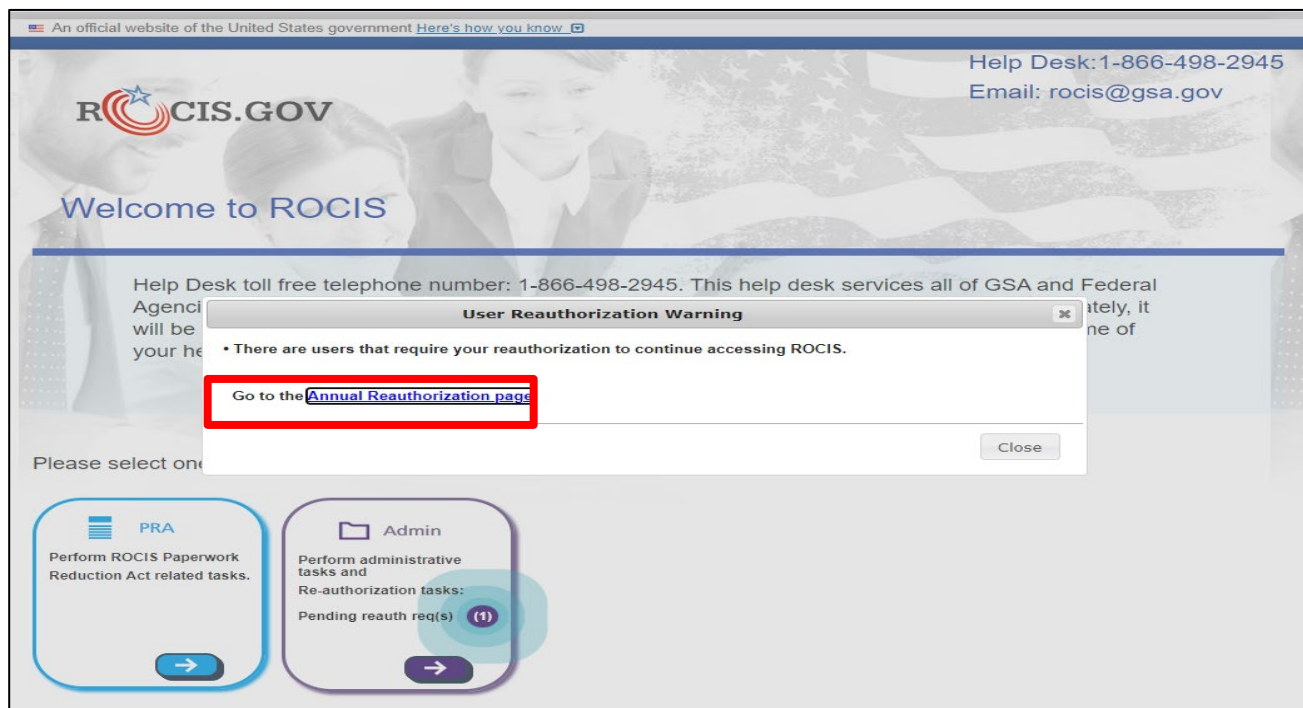 An official website of the United States government Here's how you know
Help Desk:1-866-498-2945
Email: rocis@gsa.gov
ROCIS.GOV
Welcome to ROCIS
Help Desk toll free telephone number: 1-866-498-2945. This help desk services all of GSA and Federal
Agenci
ately, it
will be
me of
your he
User Reauthorization Warning
• There are users that require your reauthorization to continue accessing ROCIS.
Go to the Annual Reauthorization page
Close
Please select one
PRA
Perform ROCIS Paperwork
Reduction Act related tasks.
Admin
Perform administrative
tasks and
Re-authorization tasks:
Pending reauth req(s) (1)